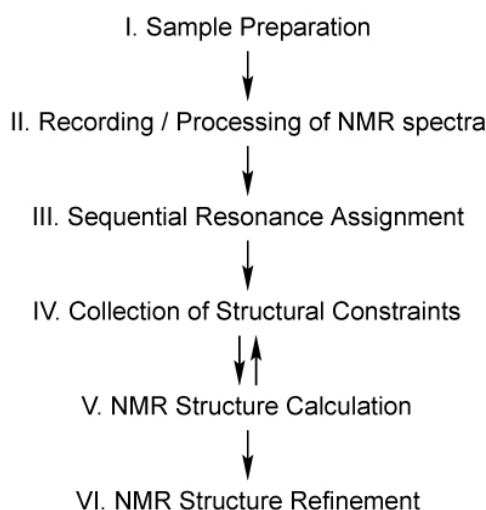 I. Sample Preparation
II. Recording / Processing of NMR spectra
III. Sequential Resonance Assignment
IV. Collection of Structural Constraints
V. NMR Structure Calculation
VI. NMR Structure Refinement